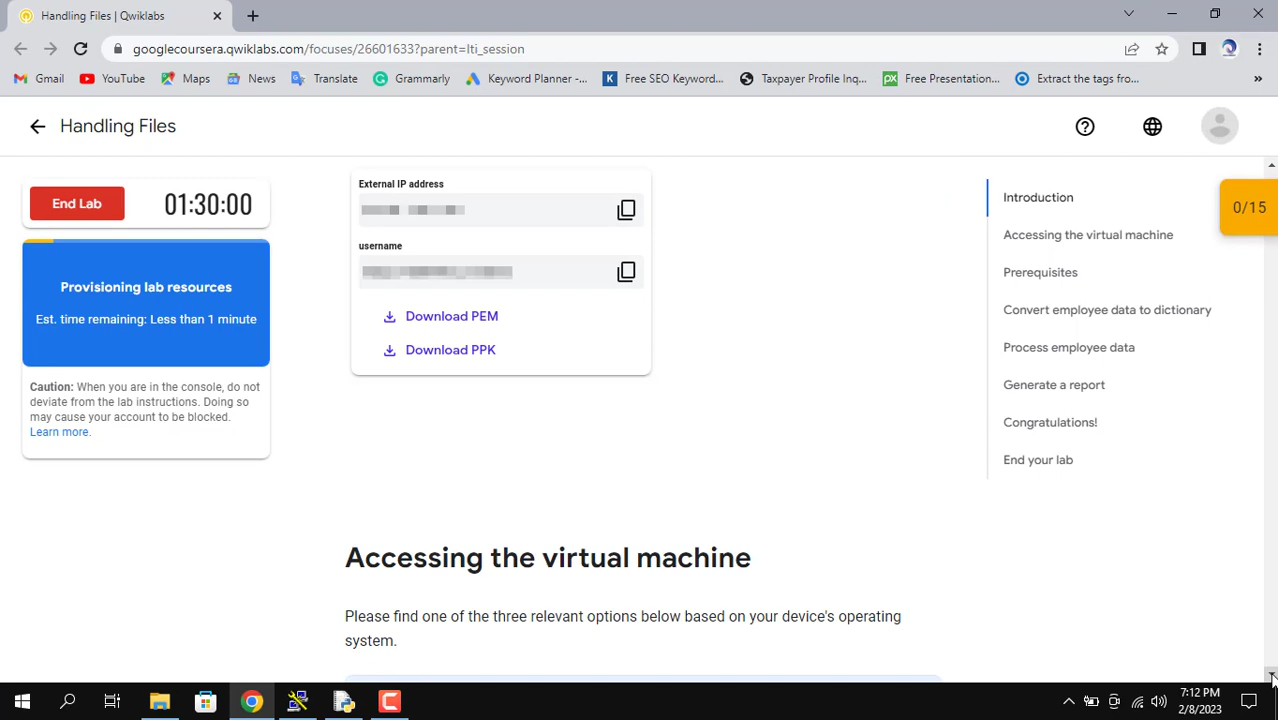 Handling Files | Qwiklabs
googlecoursera.qwiklabs.com/focuses/26601633?parent=lti_session
Gmail YouTube Maps News Translate Grammarly Keyword Planner -... Free SEO Keyword... Taxpayer Profile Inq... Free Presentation... Extract the tags fro... »
Handling Files
End Lab 01:30:00
Provisioning lab resources
Est. time remaining: Less than 1 minute
Caution: When you are in the console, do not
deviate from the lab instructions. Doing so
may cause your account to be blocked.
Learn more.
External IP address
username
Download PEM
Download PPK
Accessing the virtual machine
Please find one of the three relevant options below based on your device's operating
system.
Introduction
Accessing the virtual machine
Prerequisites
Convert employee data to dictionary
Process employee data
Generate a report
Congratulations!
End your lab
0/15
7:12 PM
2/8/2023